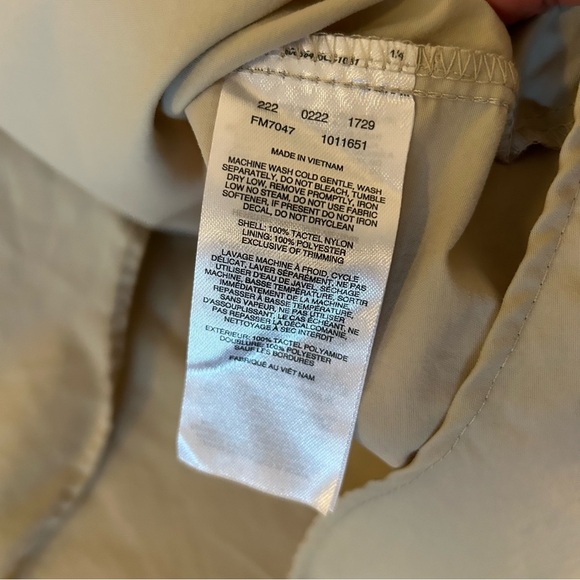 222 0222 1729
FM7047 1011651
MADE IN VIETNAM
MACHINE WASH COLD GENTLE, WASH
SEPARATELY, DO NOT BLEACH, TUMBLE
DRY LOW, REMOVE PROMPTLY, IRON
LOW NO STEAM, DO NOT USE FABRIC
SOFTENER, IF PRESENT DO NOT IRON
DECAL, DO NOT DRYCLEAN
SHELL: 100% TACTEL NYLON
LINING: 100% POLYESTER
EXCLUSIVE OF TRIMMING
LAVAGE MACHINE À FROID, CYCLE
DÉLICAT, LAVER SÉPARÉMENT, NE PAS
UTILISER D'EAU DE JAVEL, SÉCHAGE
MACHINE, BASSE TEMPÉRATURE, SORTIR
IMMÉDIATEMENT DE LA MACHINE,
REPASSER À BASSE TEMPÉRATURE,
SANS VAPEUR, NE PAS UTILISER
D'ASSOUPLISSANT, LE CAS ÉCHEANT, NE
PAS REPASSER LA DÉCALCOMANIE,
NETTOYAGE À SEC INTERDIT
EXTERIEUR: 100% TACTEL POLYAMIDE
DOUSLURE: 100% POLYESTER
SAUF LES BORDURES
FABRIQUÉ AU VIÊT NAM